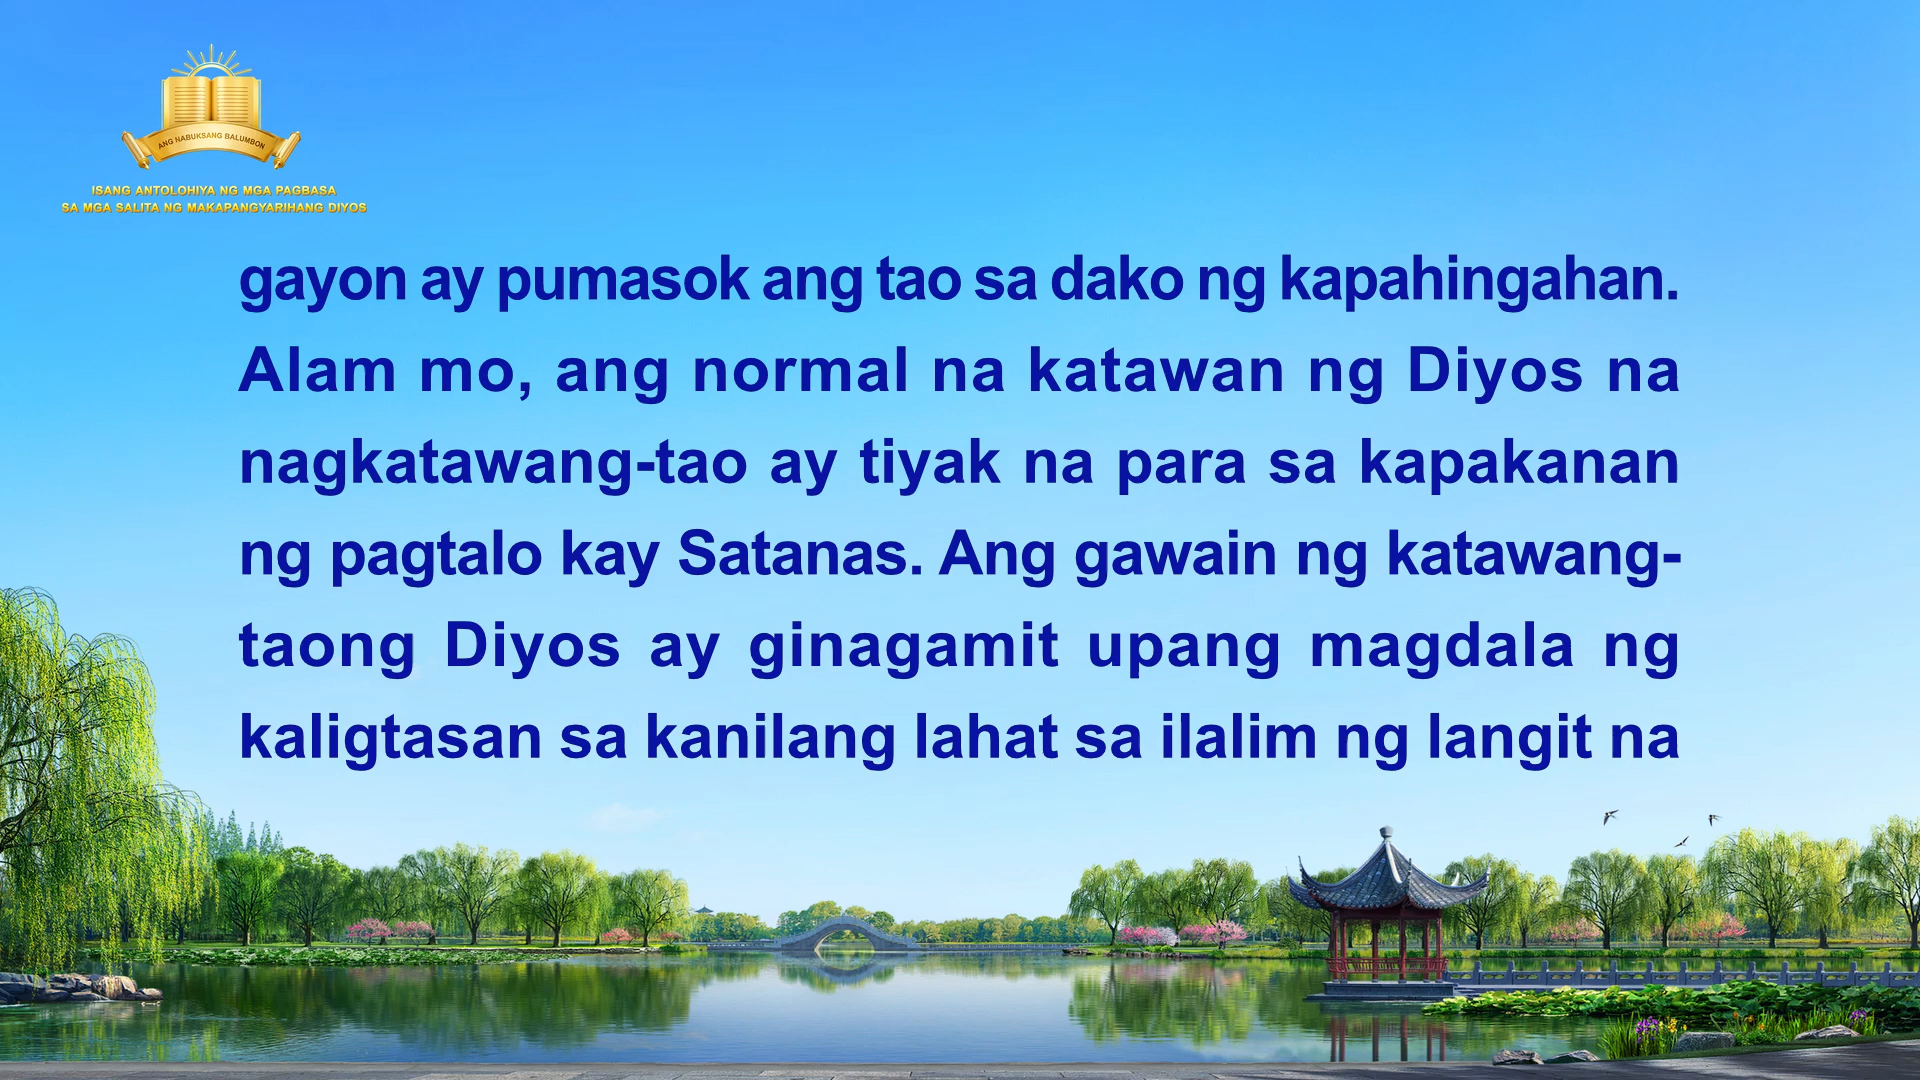 ANG NABUKSANG BALUMBON
ISANG ANTOLOHIYA NG MGA PAGBASA
SA MGA SALITA NG MAKAPANGYARIHANG DIYOS
gayon ay pumasok ang tao sa dako ng kapahingahan.
Alam mo, ang normal na katawan ng Diyos na
nagkatawang-tao ay tiyak na para sa kapakanan
ng pagtalo kay Satanas. Ang gawain ng katawang-
taong Diyos ay ginagamit upang magdala ng
kaligtasan sa kanilang lahat sa ilalim ng langit na